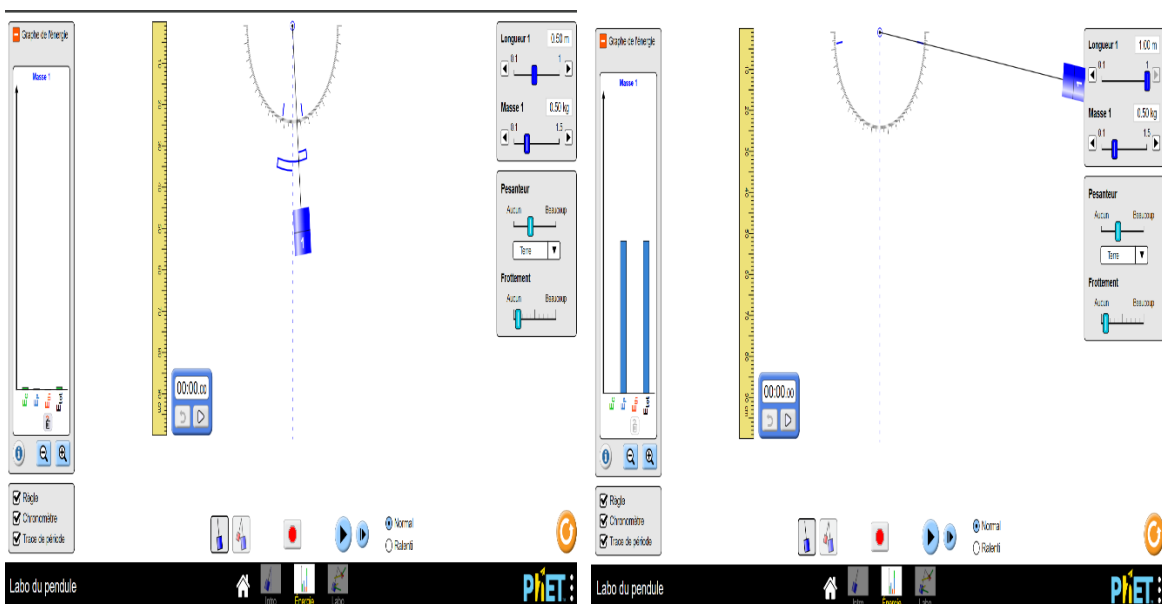 Graphe de l'énergie
Masse 1
Longueur 1 0.60 m
0.1 1
Masse 1 0.50 kg
0.1 1.5
Pesanteur
Aucun Beaucoup
Terre
Frottement
Aucun Beaucoup
1
00:00.00
Ec Ep Eth Etot
Règle
Chronomètre
Trace de période
Normal
Ralenti
Labo du pendule
Intro Énergie Labo
PhET
Graphe de l'énergie
Masse 1
Longueur 1 1.00 m
0.1 1
Masse 1 0.50 kg
0.1 1.5
Pesanteur
Aucun Beaucoup
Terre
Frottement
Aucun Beaucoup
1
00:00.00
Ec Ep Eth Etot
Règle
Chronomètre
Trace de période
Normal
Ralenti
Labo du pendule
Intro Énergie Labo
PhET